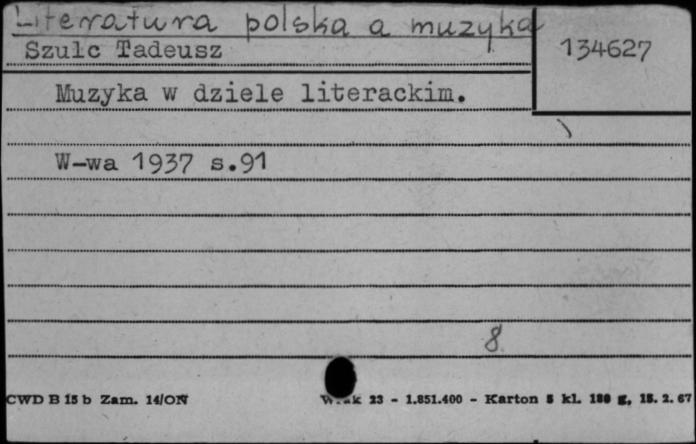 Literatura polska a muzyka
Szulc Tadeusz
134627
Muzyka w dziele literackim.
W-wa 1937 s.91
8
CWD B 15 b Zam. 14/ON
23 - 1.851.400 - Karton 5 kl. 180 g, 15. 2. 67